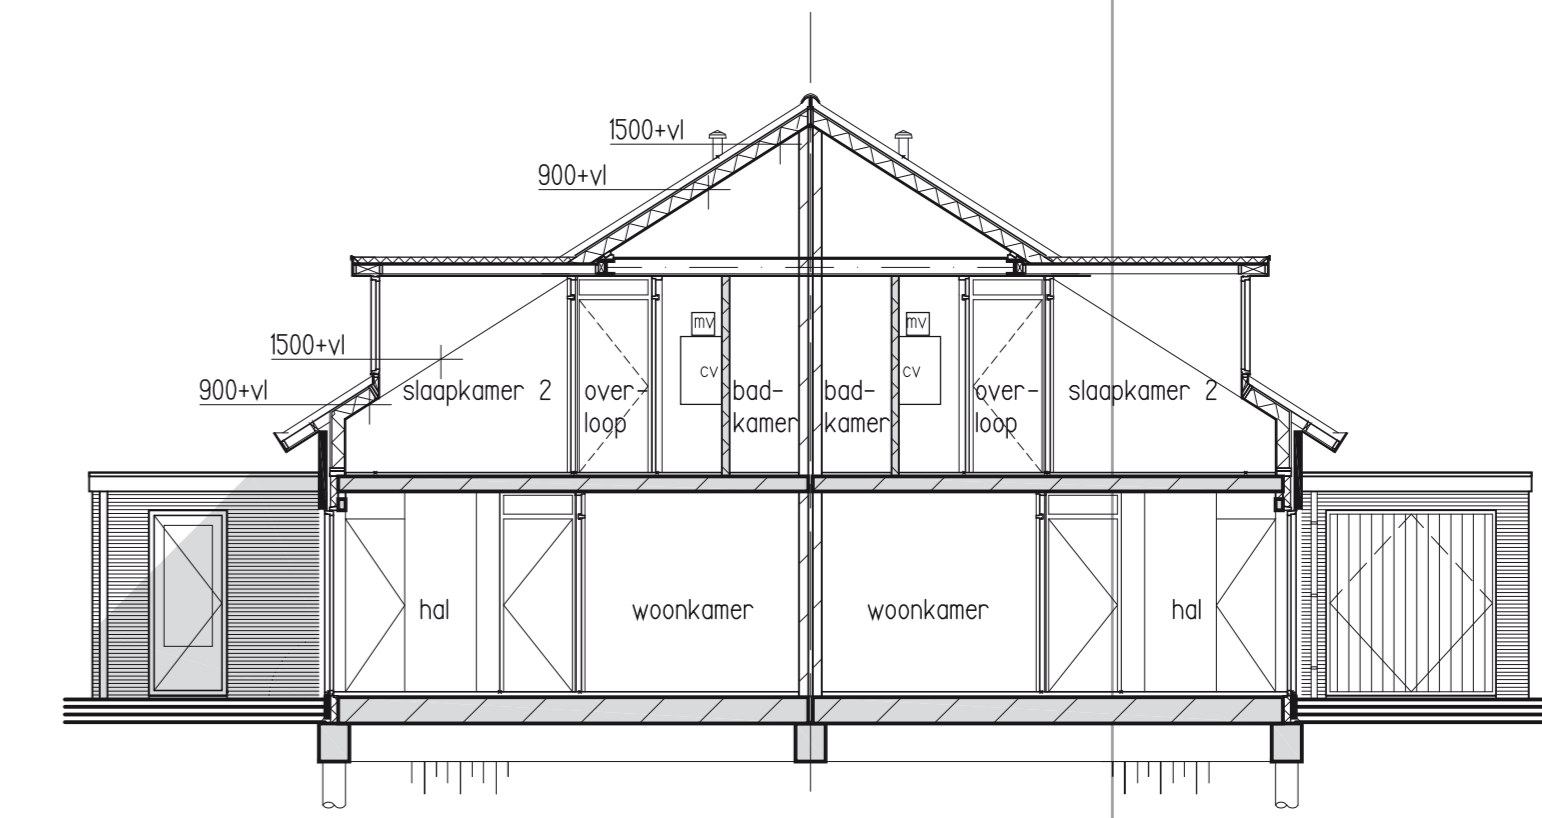 1500+vl
900+vl
1500+vl
900+vl
mv
mv
cv
cv
slaapkamer 2
over-
loop
bad-
kamer
bad-
kamer
over-
loop
slaapkamer 2
hal
woonkamer
woonkamer
hal